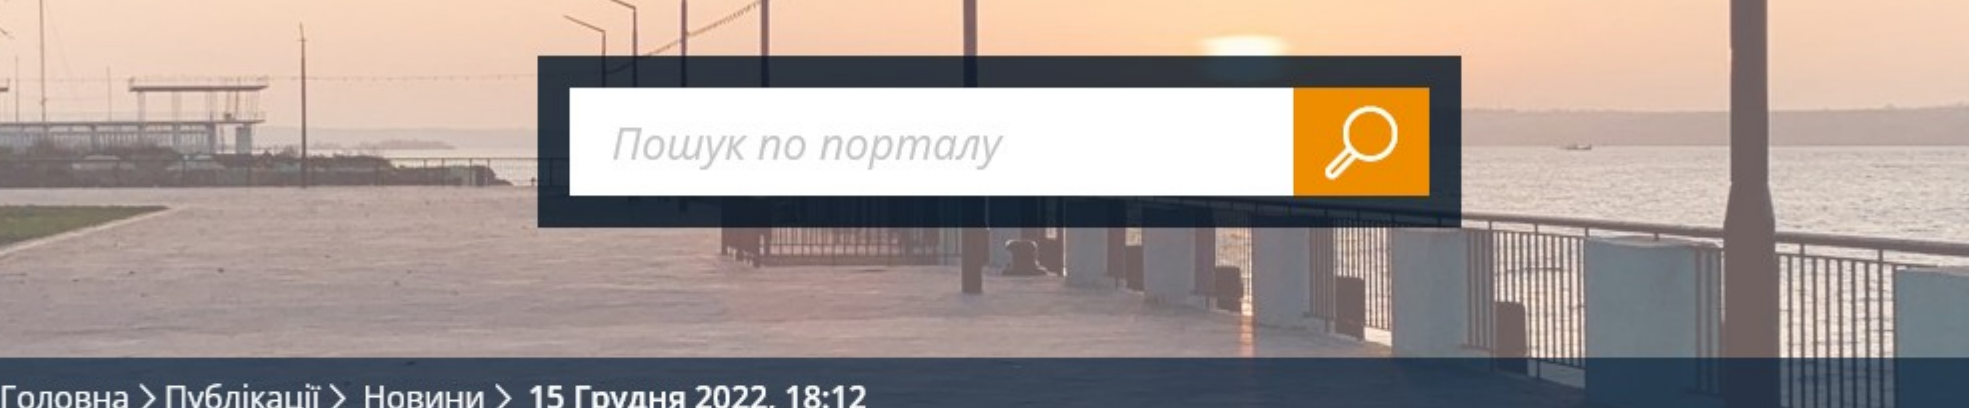 Пошук по порталу
Головна > Публікації > Новини > 15 Грудня 2022, 18:12